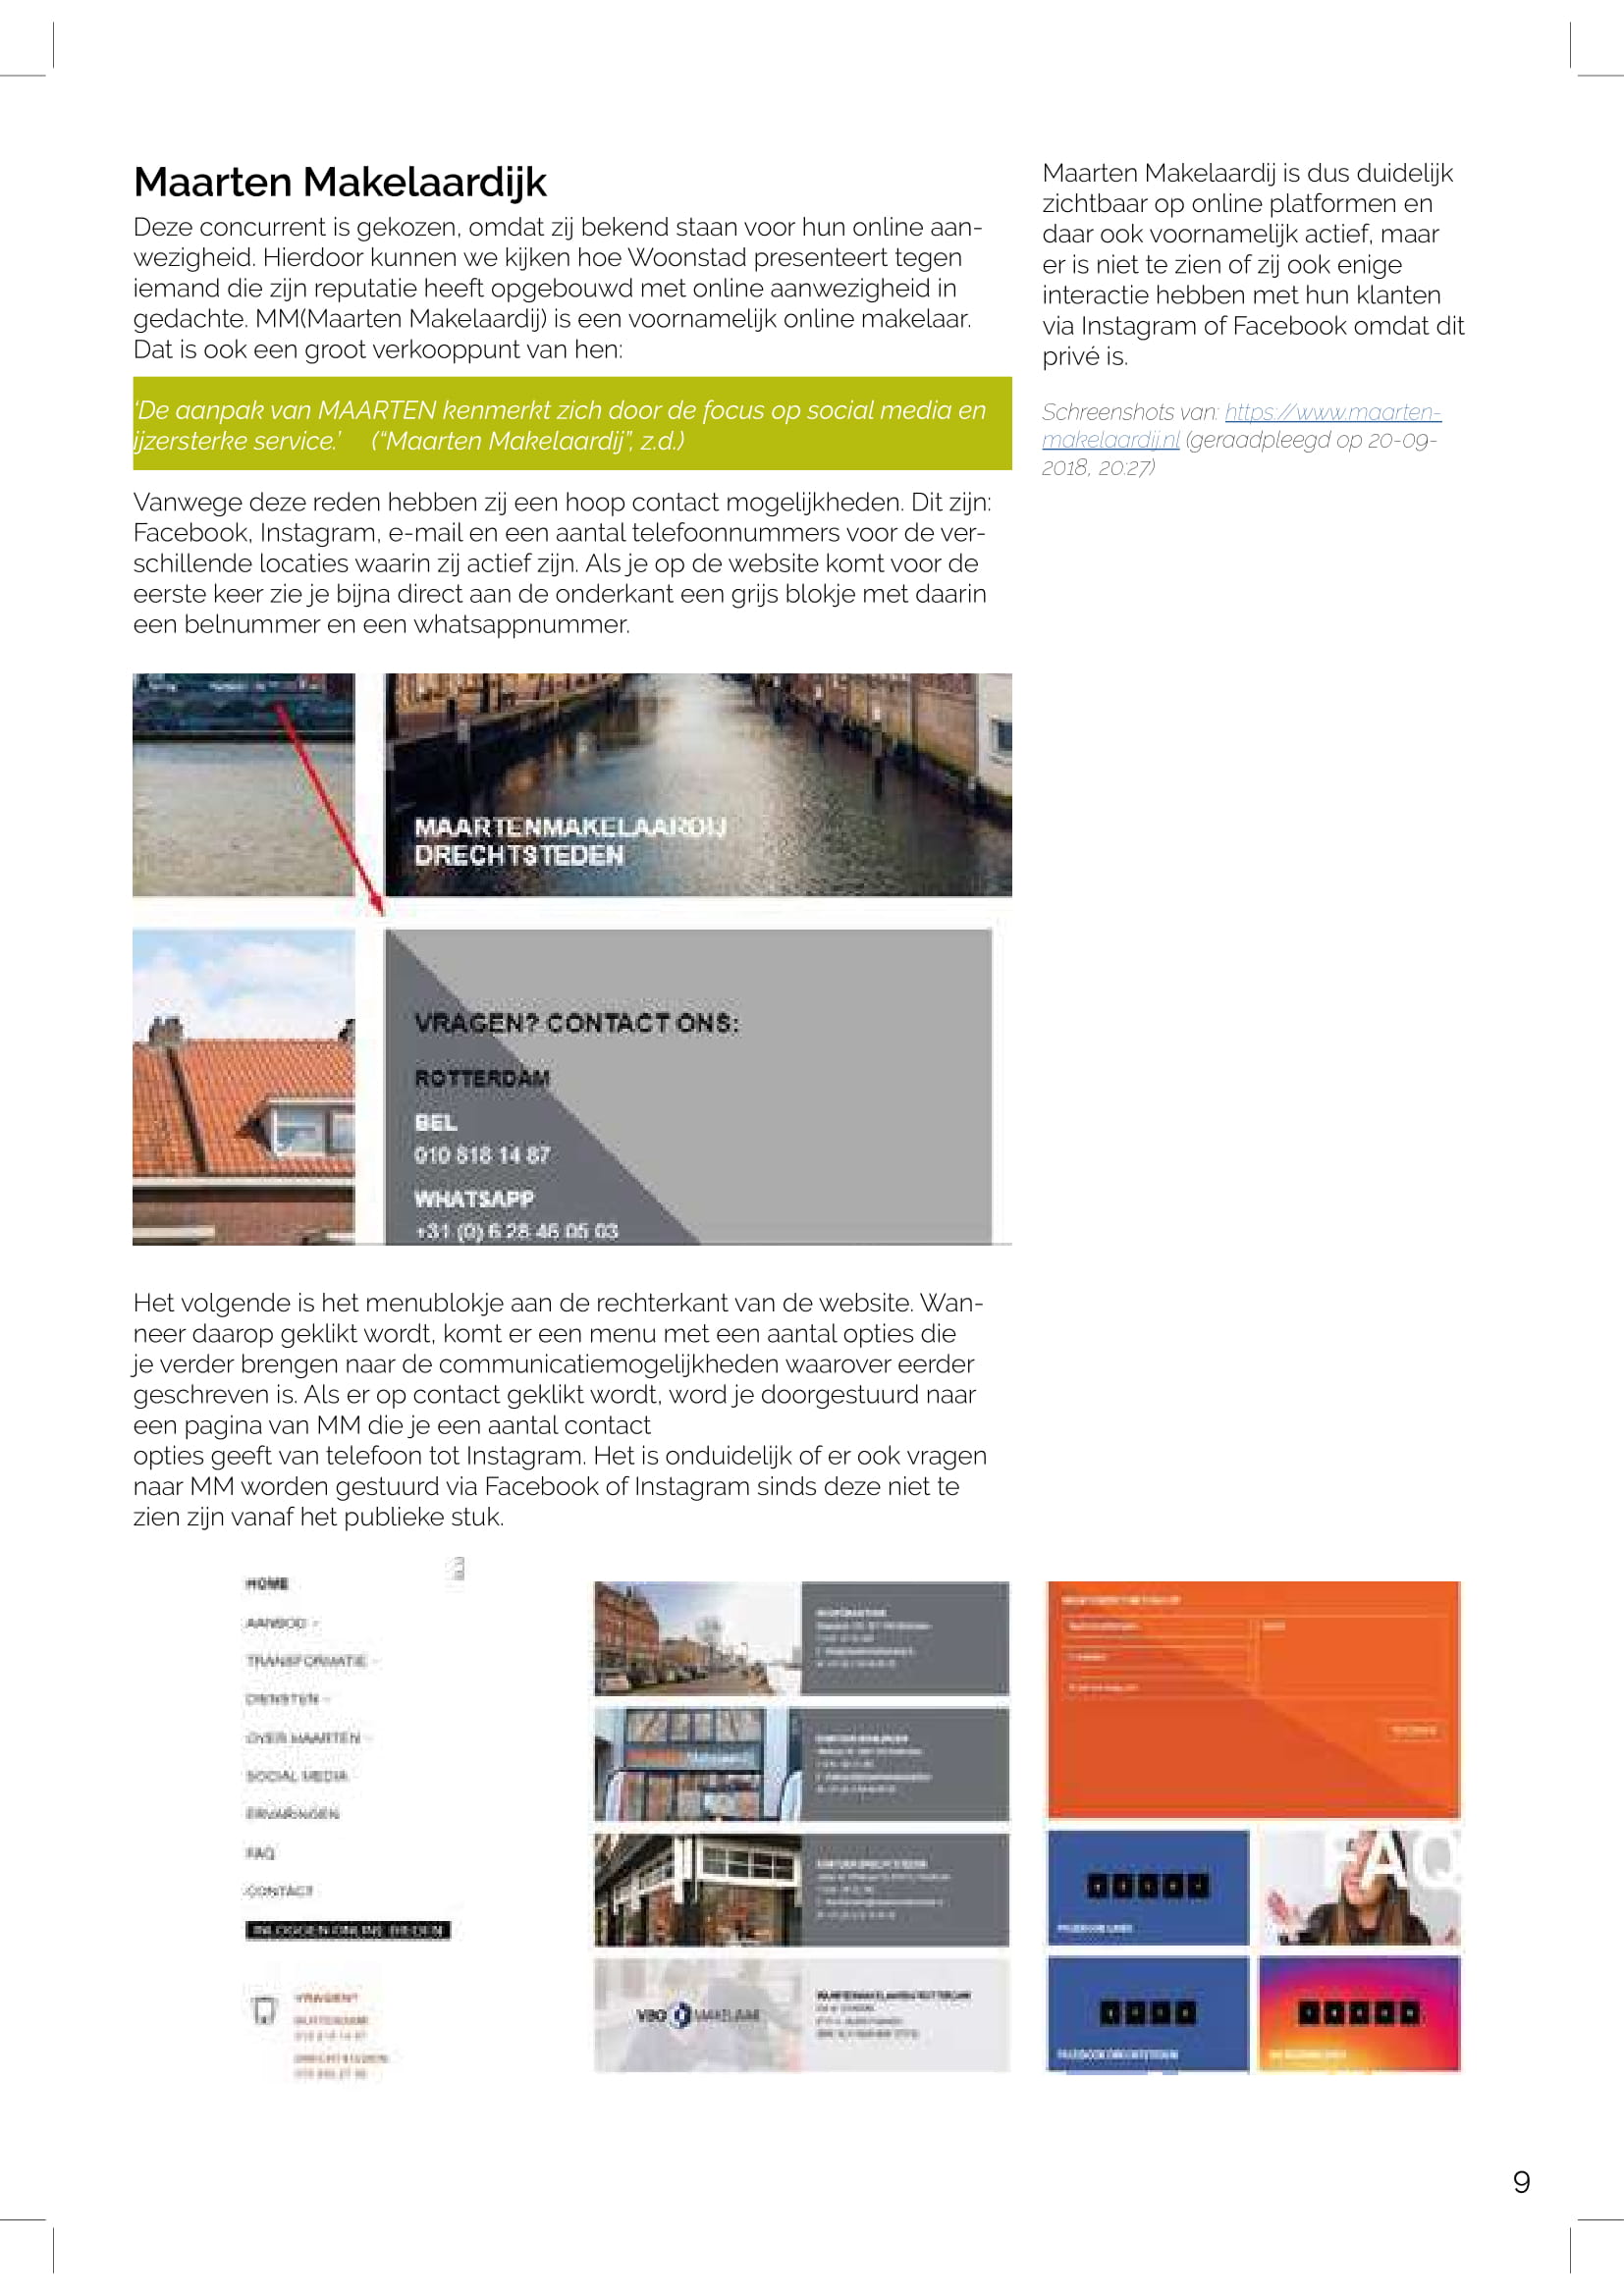 Maarten Makelaardijk
Deze concurrent is gekozen, omdat zij bekend staan voor hun online aan-
wezigheid. Hierdoor kunnen we kijken hoe Woonstad presenteert tegen
iemand die zijn reputatie heeft opgebouwd met online aanwezigheid in
gedachte. MM(Maarten Makelaardij) is een voornamelijk online makelaar.
Dat is ook een groot verkooppunt van hen:
‘De aanpak van MAARTEN kenmerkt zich door de focus op social media en
ijzersterke service.’ (“Maarten Makelaardij”, z.d.)
Vanwege deze reden hebben zij een hoop contact mogelijkheden. Dit zijn:
Facebook, Instagram, e-mail en een aantal telefoonnummers voor de ver-
schillende locaties waarin zij actief zijn. Als je op de website komt voor de
eerste keer zie je bijna direct aan de onderkant een grijs blokje met daarin
een belnummer en een whatsappnummer.
MAARTENMAKELAARDIJ
DRECHTSTEDEN
VRAGEN? CONTACT ONS:
ROTTERDAM
BEL
010 818 14 87
WHATSAPP
+31 (0) 6 28 46 05 03
Het volgende is het menublokje aan de rechterkant van de website. Wan-
neer daarop geklikt wordt, komt er een menu met een aantal opties die
je verder brengen naar de communicatiemogelijkheden waarover eerder
geschreven is. Als er op contact geklikt wordt, word je doorgestuurd naar
een pagina van MM die je een aantal contact
opties geeft van telefoon tot Instagram. Het is onduidelijk of er ook vragen
naar MM worden gestuurd via Facebook of Instagram sinds deze niet te
zien zijn vanaf het publieke stuk.
HOME
AANBOD
TRANSFORMATIE
DIENSTEN
OVER MAARTEN
SOCIAL MEDIA
ERVARINGEN
FAQ
CONTACT
INLOGGEN ONLINE BIEDEN
VRAGEN?
ROTTERDAM
DRECHTSTEDEN
VBO MAKELAAR
FAQ
Maarten Makelaardij is dus duidelijk
zichtbaar op online platformen en
daar ook voornamelijk actief, maar
er is niet te zien of zij ook enige
interactie hebben met hun klanten
via Instagram of Facebook omdat dit
privé is.
Schreenshots van: https://www.maarten-
makelaardij.nl (geraadpleegd op 20-09-
2018, 20:27)
9